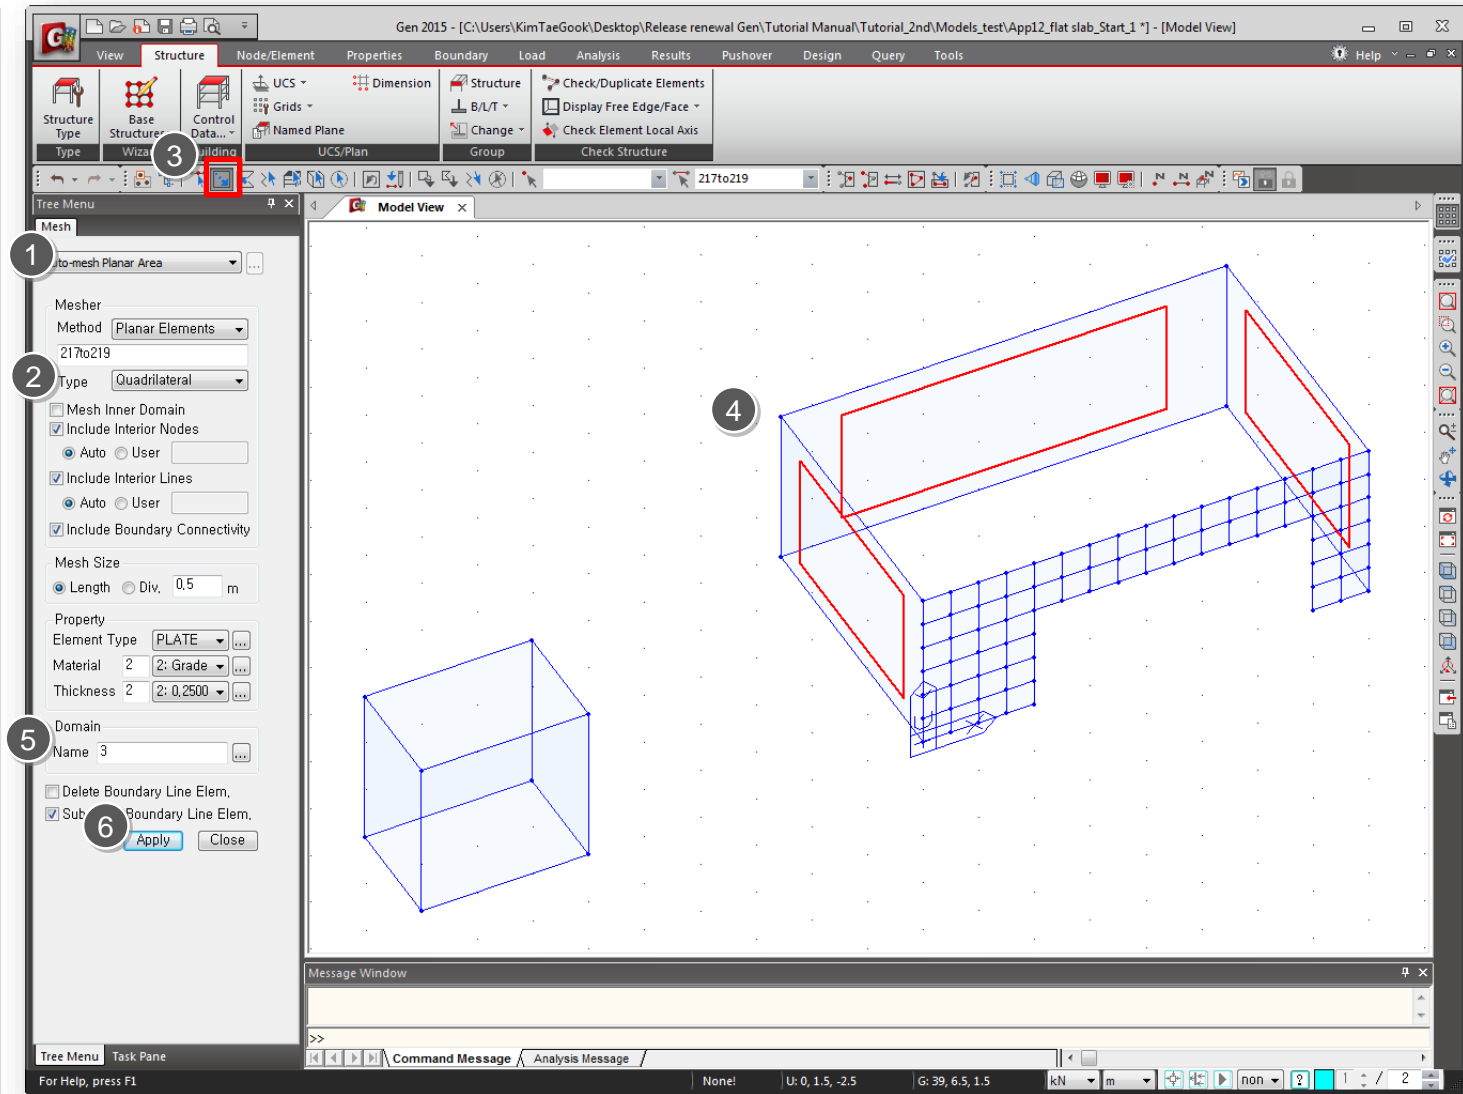 Gen 2015 - [C:\Users\KimTaeGook\Desktop\Release renewal Gen\Tutorial Manual\Tutorial_2nd\Models_test\App12_flat slab_Start_1 *] - [Model View]
View Structure Node/Element Properties Boundary Load Analysis Results Pushover Design Query Tools Help
Structure Type
Base Structures
Control Data...
UCS
Grids
Named Plane
Dimension
Structure
B/L/T
Change
Check/Duplicate Elements
Display Free Edge/Face
Check Element Local Axis
Type UCS/Plan Group Check Structure
3
217to219
Tree Menu
Model View
Mesh
1
to-mesh Planar Area
Mesher
Method Planar Elements
217to219
2
Type Quadrilateral
Mesh Inner Domain
Include Interior Nodes
Auto User
Include Interior Lines
Auto User
Include Boundary Connectivity
4
Mesh Size
Length Div. 0.5 m
Property
Element Type PLATE
Material 2 2: Grade
Thickness 2 2: 0.2500
Domain
5
Name 3
Delete Boundary Line Elem.
Sub Boundary Line Elem.
6
Apply Close
Message Window
>>
Tree Menu Task Pane
Command Message Analysis Message
For Help, press F1
None! U: 0, 1.5, -2.5 G: 39, 6.5, 1.5 kN m non ? 1 / 2